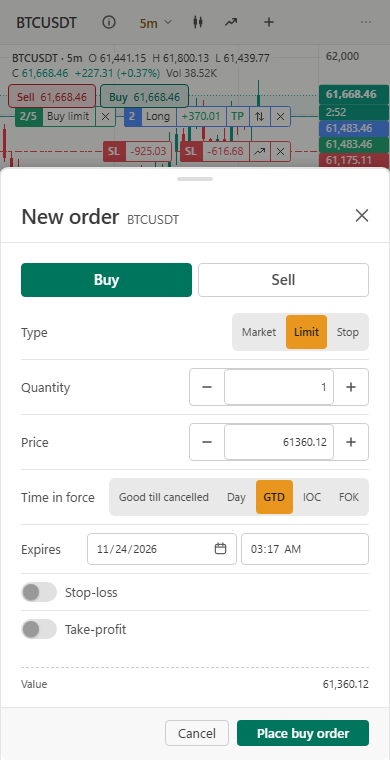 BTCUSDT 5m
BTCUSDT · 5m O 61,441.15 H 61,800.13 L 61,439.77
C 61,668.46 +227.31 (+0.37%) Vol 38.52K
62,000
Sell 61,668.46 Buy 61,668.46
61,668.46
2:52
2/5 Buy limit 2 Long +370.01 TP
61,483.46
61,483.46
SL -925.03 SL -616.68
61,175.11
New order BTCUSDT
Buy Sell
Type Market Limit Stop
Quantity 1
Price 61360.12
Time in force Good till cancelled Day GTD IOC FOK
Expires 11/24/2026 03:17 AM
Stop-loss
Take-profit
Value 61,360.12
Cancel Place buy order